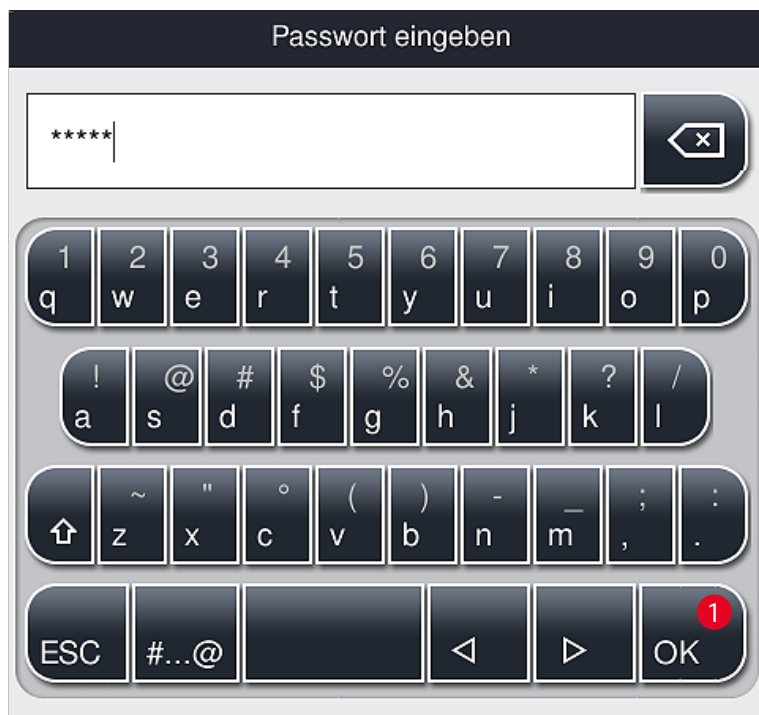 Passwort eingeben
*****
1 2 3 4 5 6 7 8 9 0
q w e r t y u i o p
! @ # $ % & * ? /
a s d f g h j k l
~ " ° ( ) - _ ; :
z x c v b n m , .
1
ESC #...@ OK